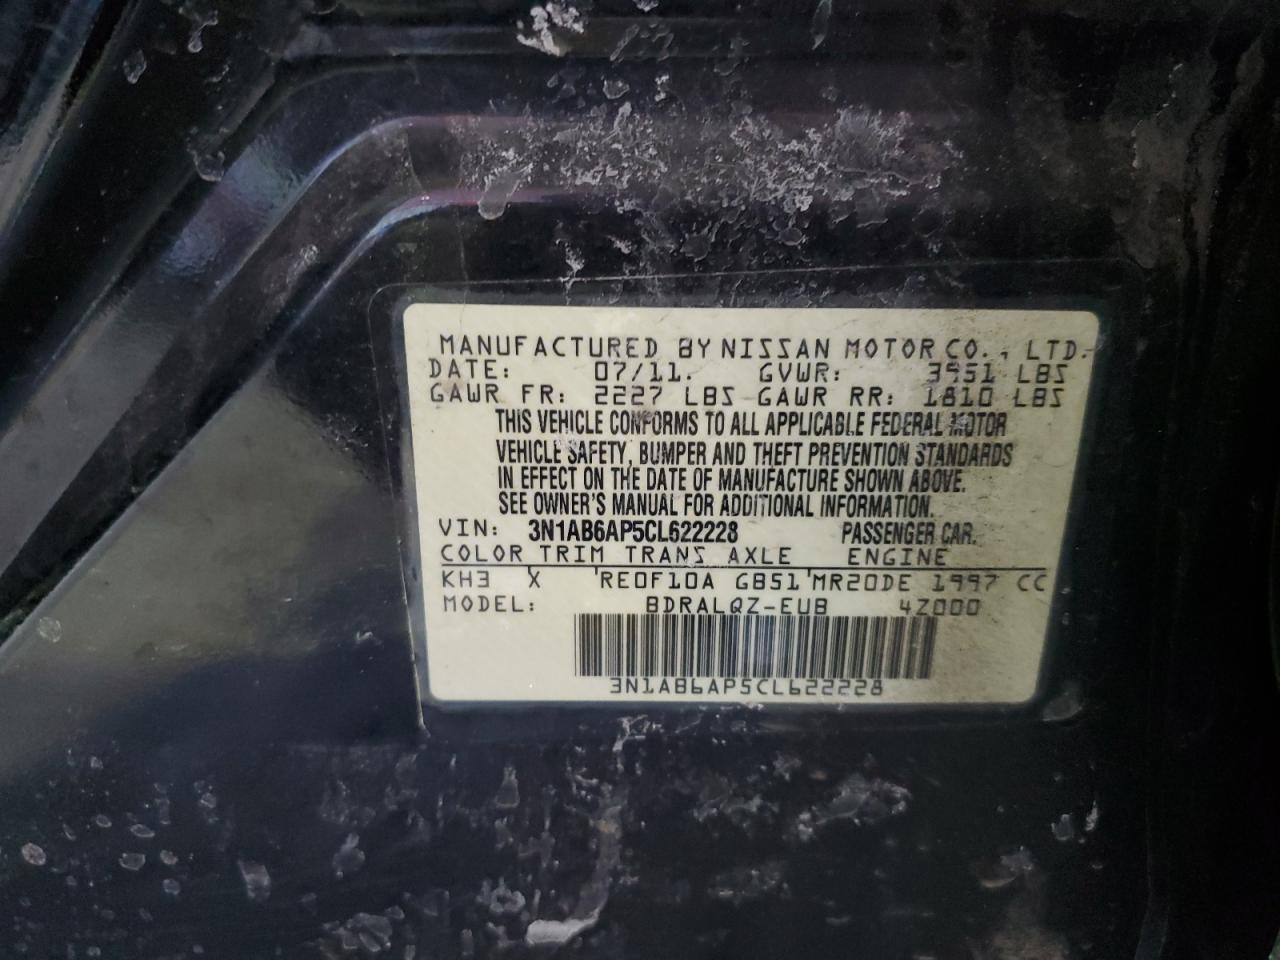 MANUFACTURED BY NISSAN MOTOR CO., LTD.
DATE: 07/11. GVWR: 3951 LBS
GAWR FR: 2227 LBS GAWR RR: 1810 LBS
THIS VEHICLE CONFORMS TO ALL APPLICABLE FEDERAL MOTOR
VEHICLE SAFETY, BUMPER AND THEFT PREVENTION STANDARDS
IN EFFECT ON THE DATE OF MANUFACTURE SHOWN ABOVE.
SEE OWNER'S MANUAL FOR ADDITIONAL INFORMATION.
VIN: 3N1AB6AP5CL622228 PASSENGER CAR.
COLOR TRIM TRANS AXLE ENGINE
KH3 X RE0F10A GB51 MR20DE 1997 CC
MODEL: BDRALQZ-EUB 4Z000
3N1AB6AP5CL622228